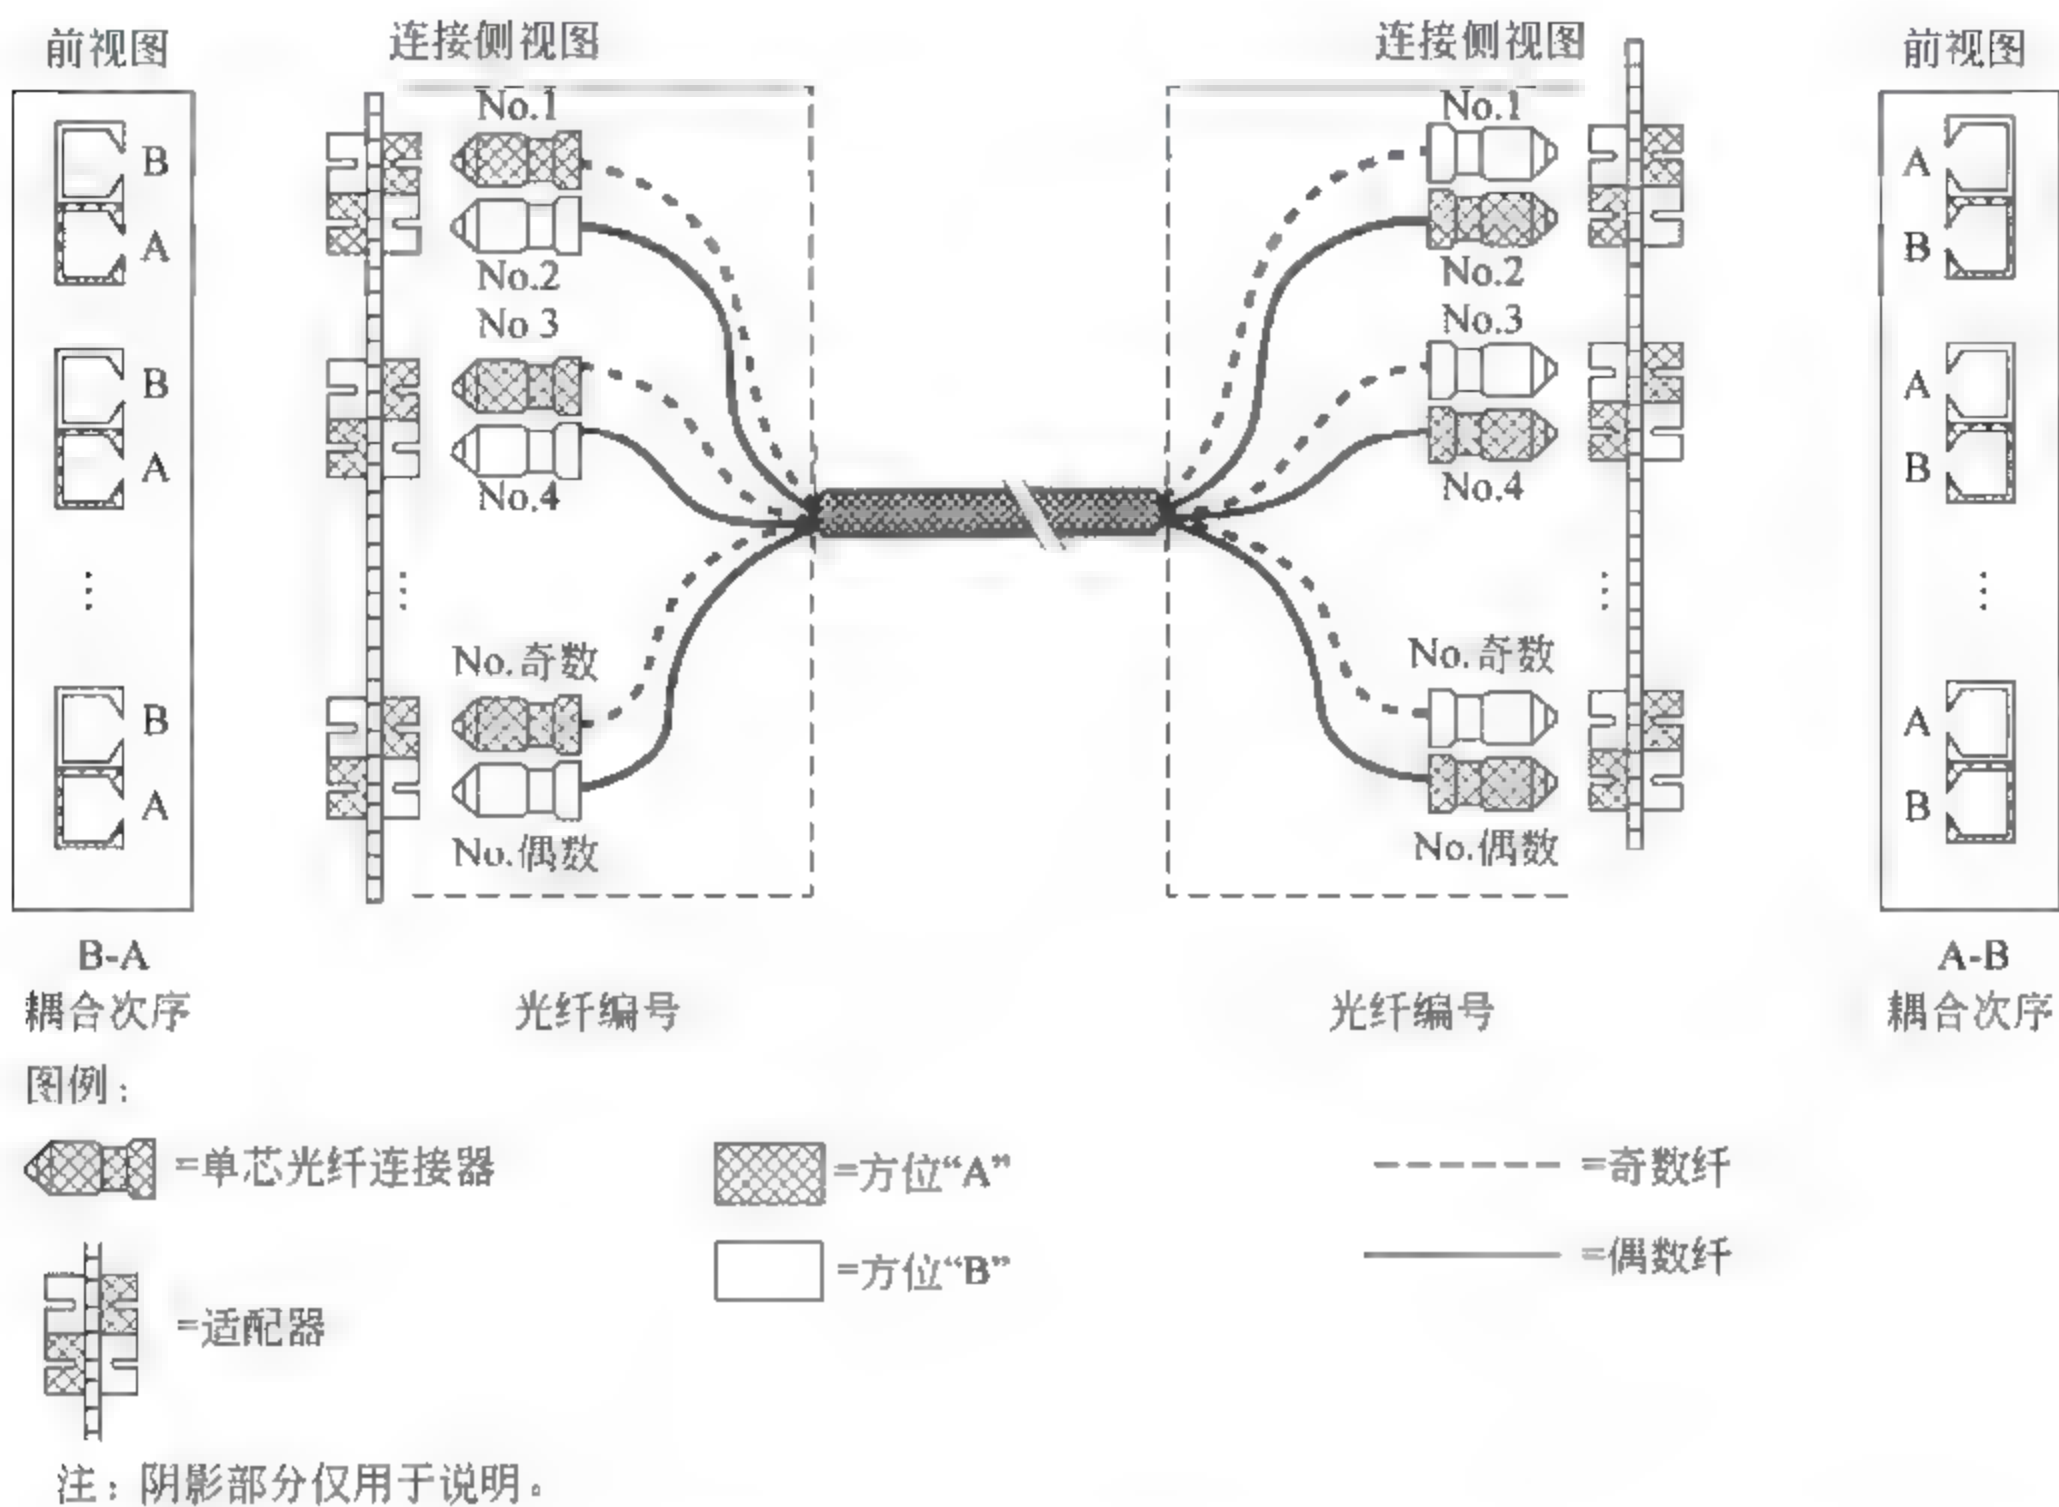 前视图
连接侧视图
连接侧视图
前视图
No.1
No.2
No 3
No.4
No.奇数
No.偶数
No.1
No.2
No.3
No.4
No.奇数
No.偶数
B
A
B
A
⋮
B
A
⋮
⋮
A
B
A
B
⋮
A
B
B-A
耦合次序
光纤编号
光纤编号
A-B
耦合次序
图例:
=单芯光纤连接器
=方位“A”
=奇数纤
=方位“B”
=偶数纤
=适配器
注：阴影部分仅用于说明。